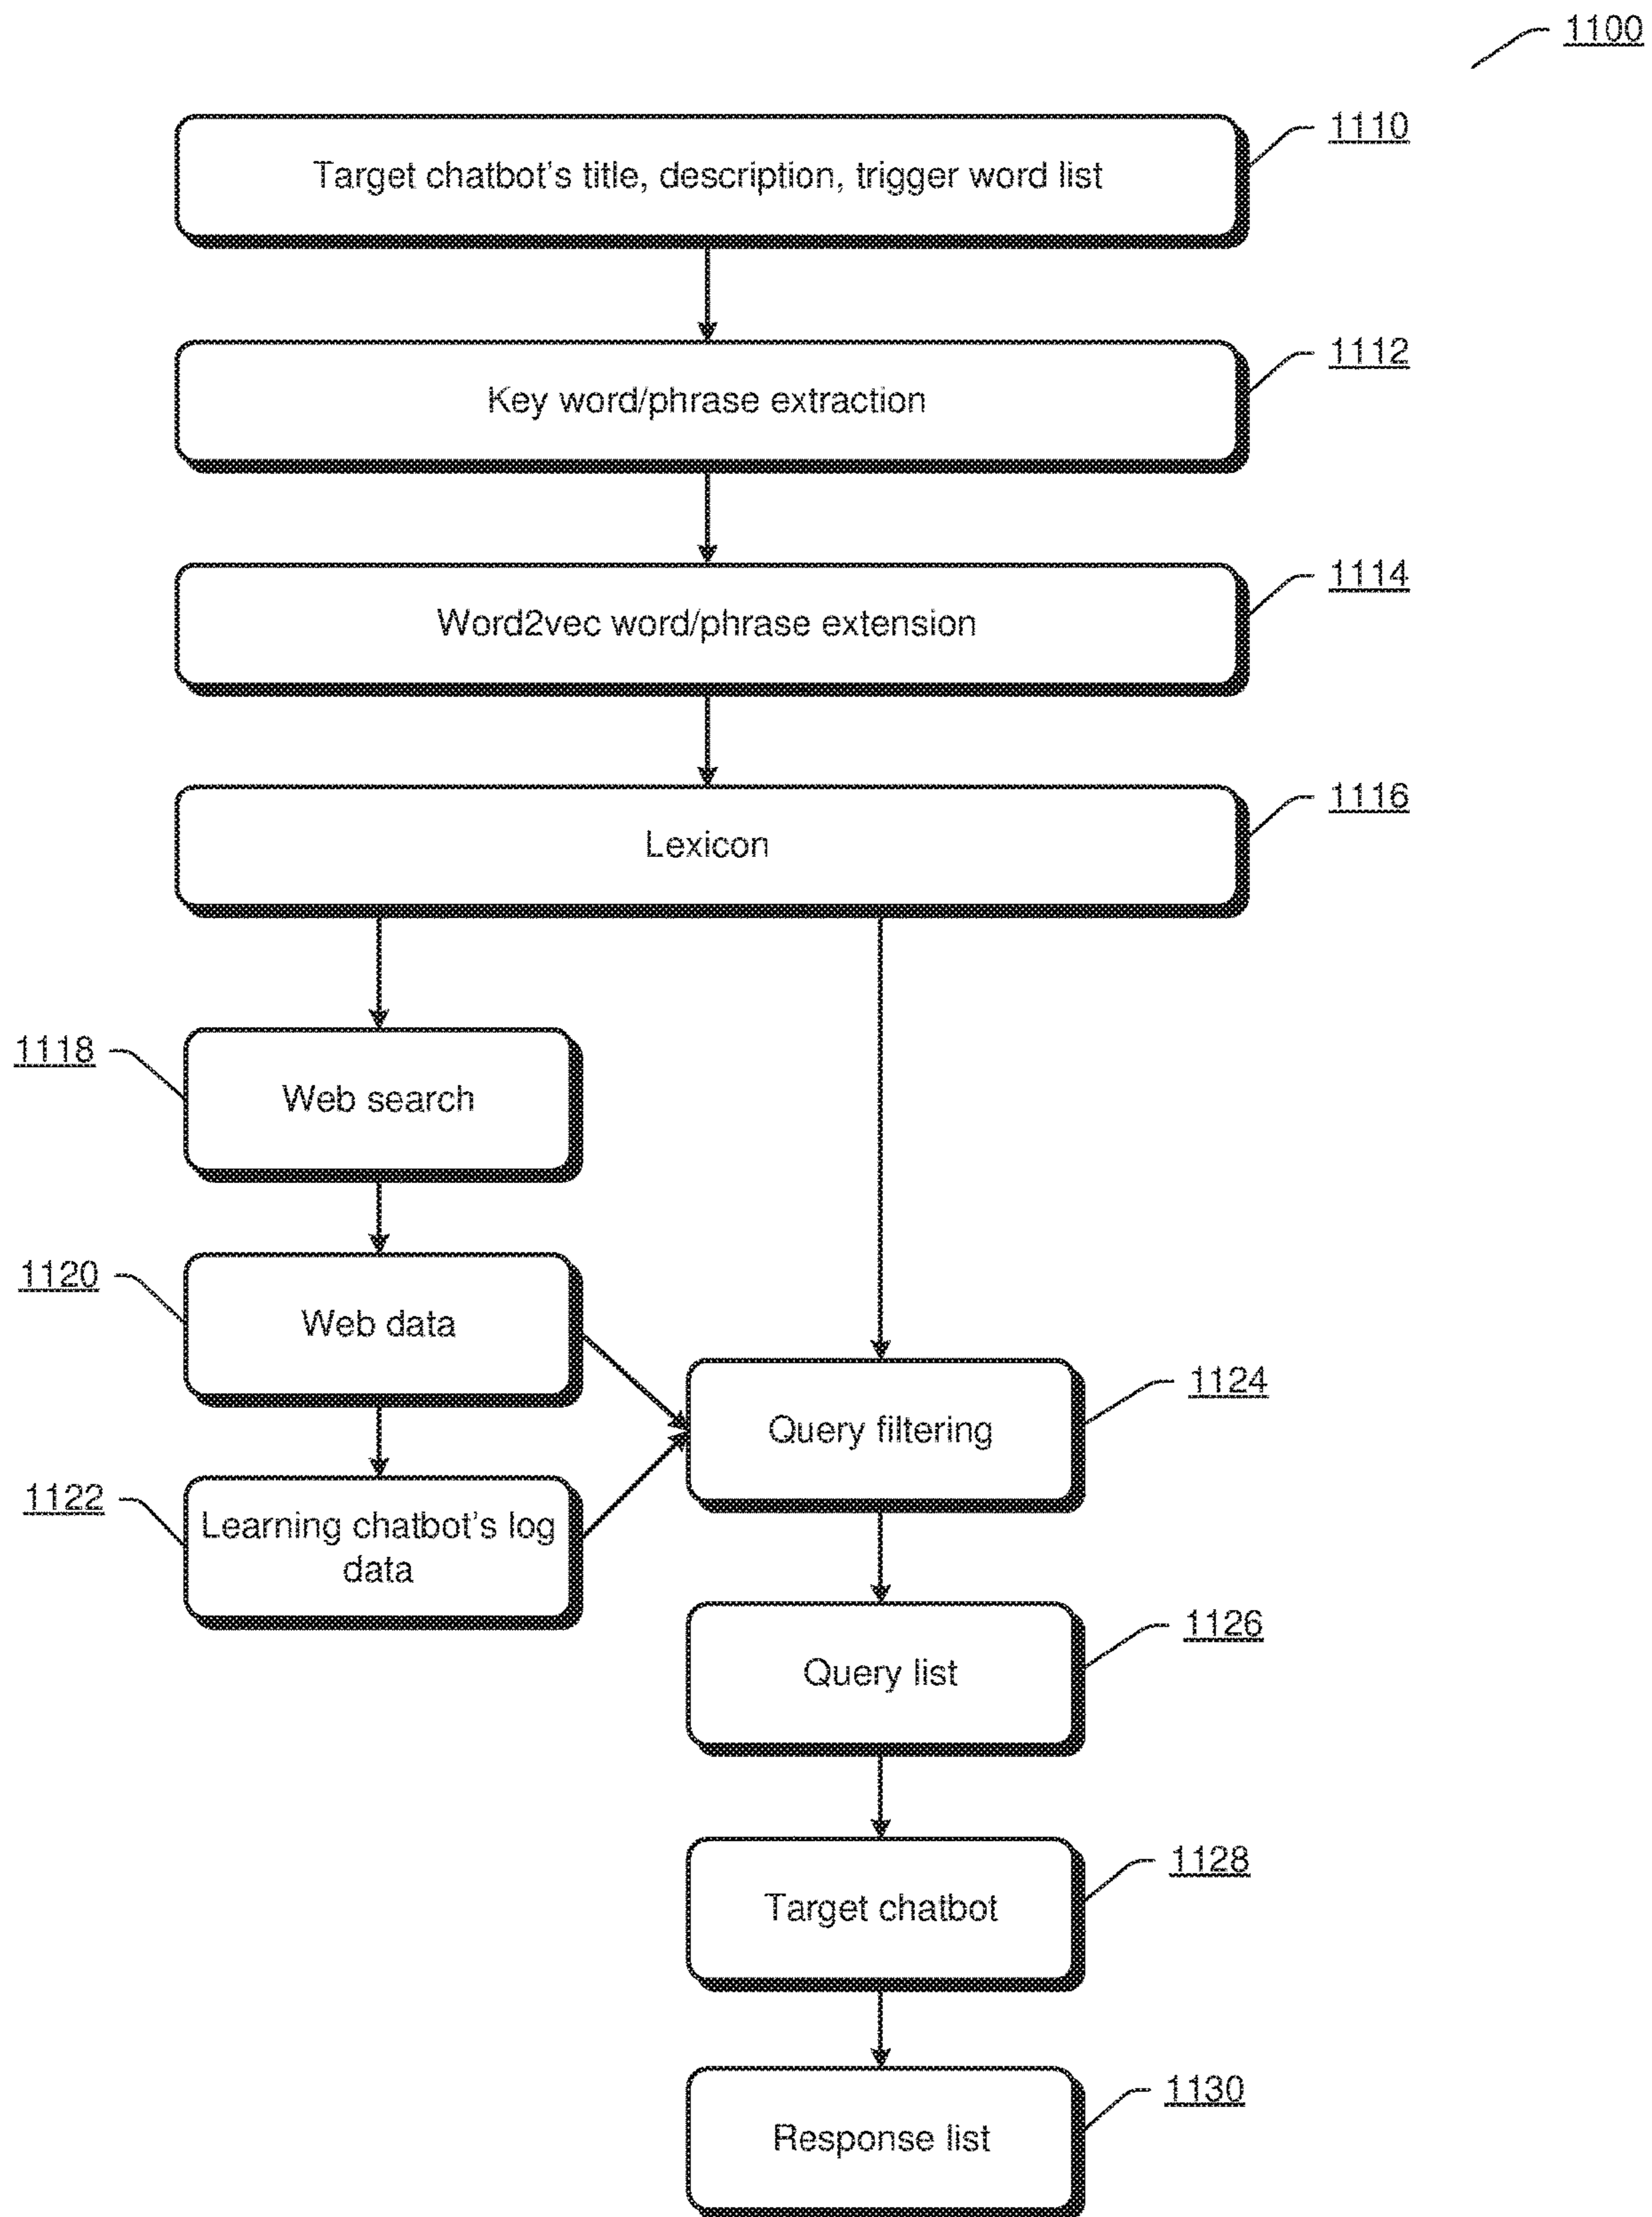 1100
Target chatbot's title, description, trigger word list
1110
Key word/phrase extraction
1112
Word2vec word/phrase extension
1114
Lexicon
1116
1118
Web search
1120
Web data
1122
Learning chatbot's log
data
Query filtering
1124
Query list
1126
Target chatbot
1128
Response list
1130